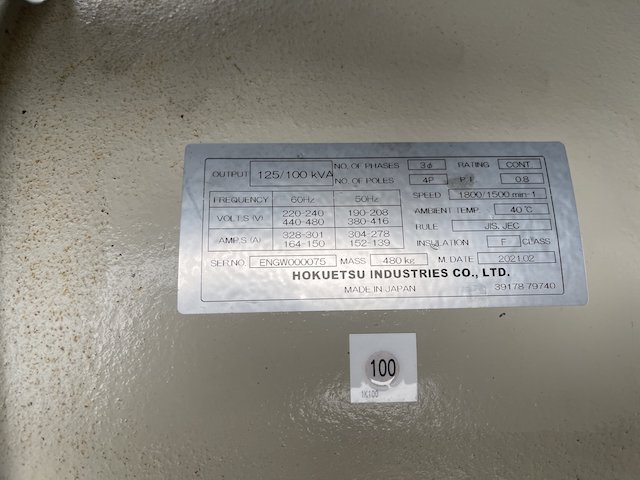 OUTPUT 125/100 kVA NO. OF PHASES 3ϕ RATING CONT.
NO. OF POLES 4P P. F. 0.8
FREQUENCY 60Hz 50Hz SPEED 1800/1500 min-1
VOLTS (V) 220-240 190-208 AMBIENT TEMP. 40℃
440-480 380-416 RULE JIS. JEC
AMP.S (A) 328-301 304-278 INSULATION F CLASS
164-150 152-139
SER.NO. ENGW000075 MASS 480 kg M. DATE 2021.02
HOKUETSU INDUSTRIES CO., LTD.
MADE IN JAPAN 39178 79740
100
1K100